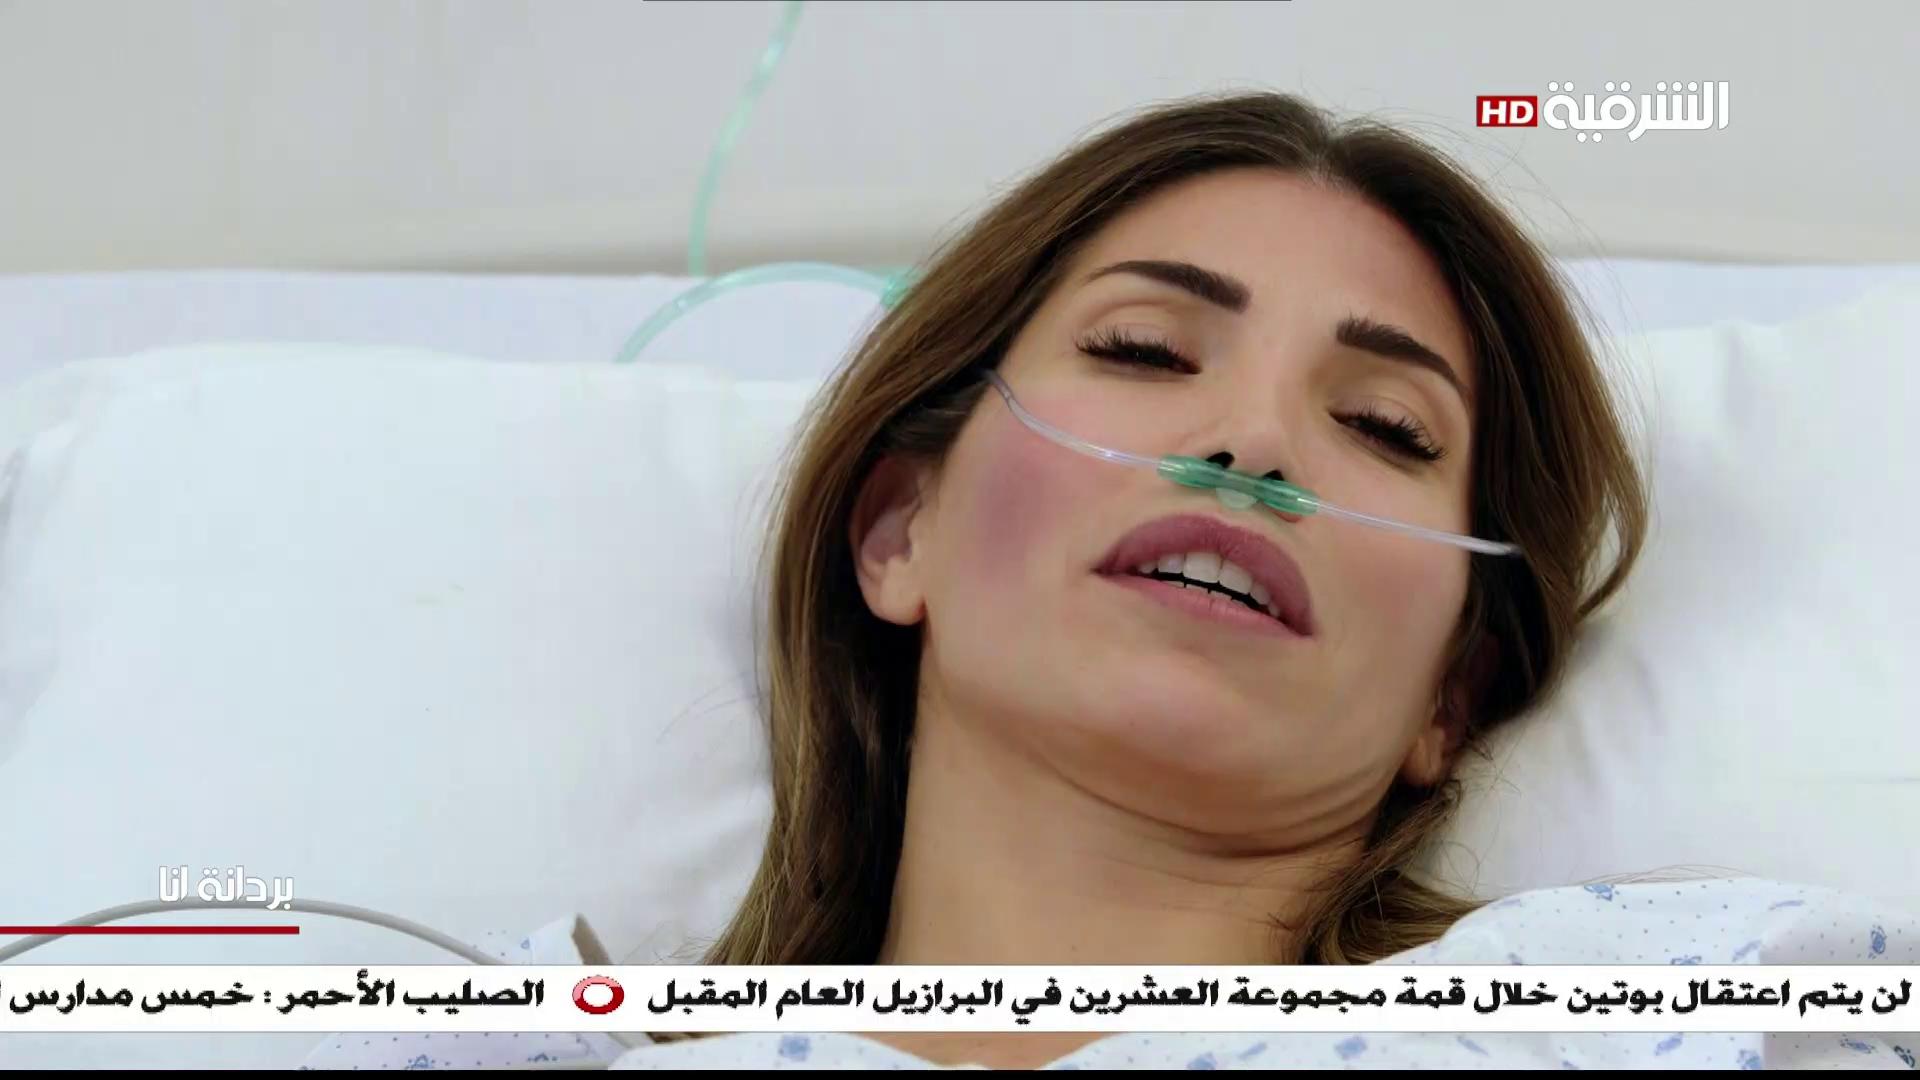 الشرقية HD
بردانة انا
لن يتم اعتقال بوتين خلال قمة مجموعة العشرين في البرازيل العام المقبل
الصليب الأحمر : خمس مدارس